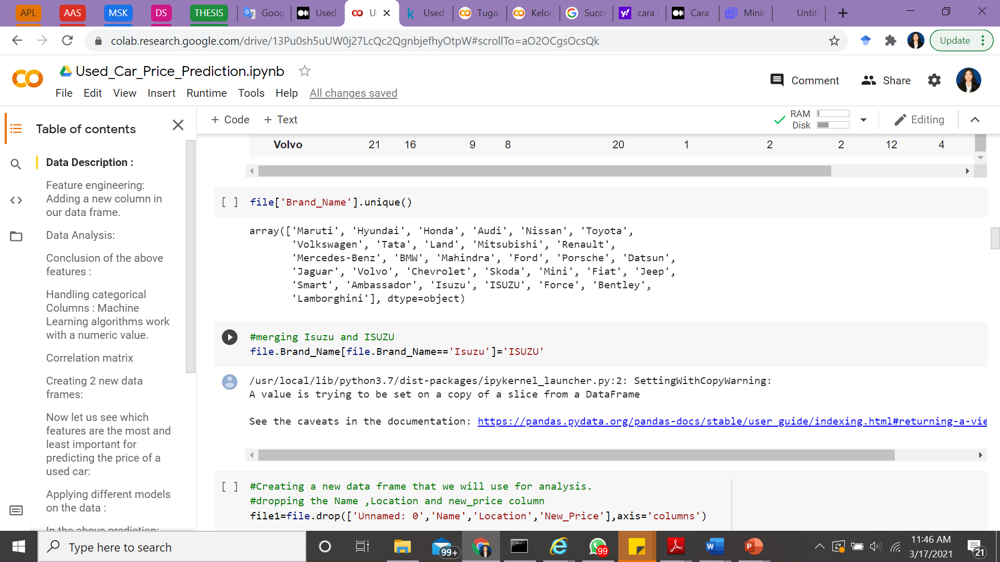 APL
AAS
MSK
DS
THESIS
Goog
Used
U
Used
Tuga
Kelon
Succe
cara
Cara
Minin
Untitl
colab.research.google.com/drive/13Pu0sh5uUW0j27LcQc2QgnbjefhyOtpW#scrollTo=aO2OCgsOcsQk
Update
Used_Car_Price_Prediction.ipynb
Comment
Share
File Edit View Insert Runtime Tools Help All changes saved
Table of contents
+ Code + Text
RAM
Disk
Editing
Data Description :
Feature engineering:
Adding a new column in
our data frame.
Data Analysis:
Conclusion of the above
features :
Handling categorical
Columns : Machine
Learning algorithms work
with a numeric value.
Correlation matrix
Creating 2 new data
frames:
Now let us see which
features are the most and
least important for
predicting the price of a
used car:
Applying different models
on the data :
In the above prediction:
Volvo 21 16 9 8 20 1 2 2 12 4
[ ] file['Brand_Name'].unique()
array(['Maruti', 'Hyundai', 'Honda', 'Audi', 'Nissan', 'Toyota',
'Volkswagen', 'Tata', 'Land', 'Mitsubishi', 'Renault',
'Mercedes-Benz', 'BMW', 'Mahindra', 'Ford', 'Porsche', 'Datsun',
'Jaguar', 'Volvo', 'Chevrolet', 'Skoda', 'Mini', 'Fiat', 'Jeep',
'Smart', 'Ambassador', 'Isuzu', 'ISUZU', 'Force', 'Bentley',
'Lamborghini'], dtype=object)
#merging Isuzu and ISUZU
file.Brand_Name[file.Brand_Name=='Isuzu']='ISUZU'
/usr/local/lib/python3.7/dist-packages/ipykernel_launcher.py:2: SettingWithCopyWarning:
A value is trying to be set on a copy of a slice from a DataFrame
See the caveats in the documentation: https://pandas.pydata.org/pandas-docs/stable/user_guide/indexing.html#returning-a-vie
[ ] #Creating a new data frame that we will use for analysis.
#dropping the Name ,Location and new_price column
file1=file.drop(['Unnamed: 0','Name','Location','New_Price'],axis='columns')
Type here to search
99+
99
11:46 AM
3/17/2021
21